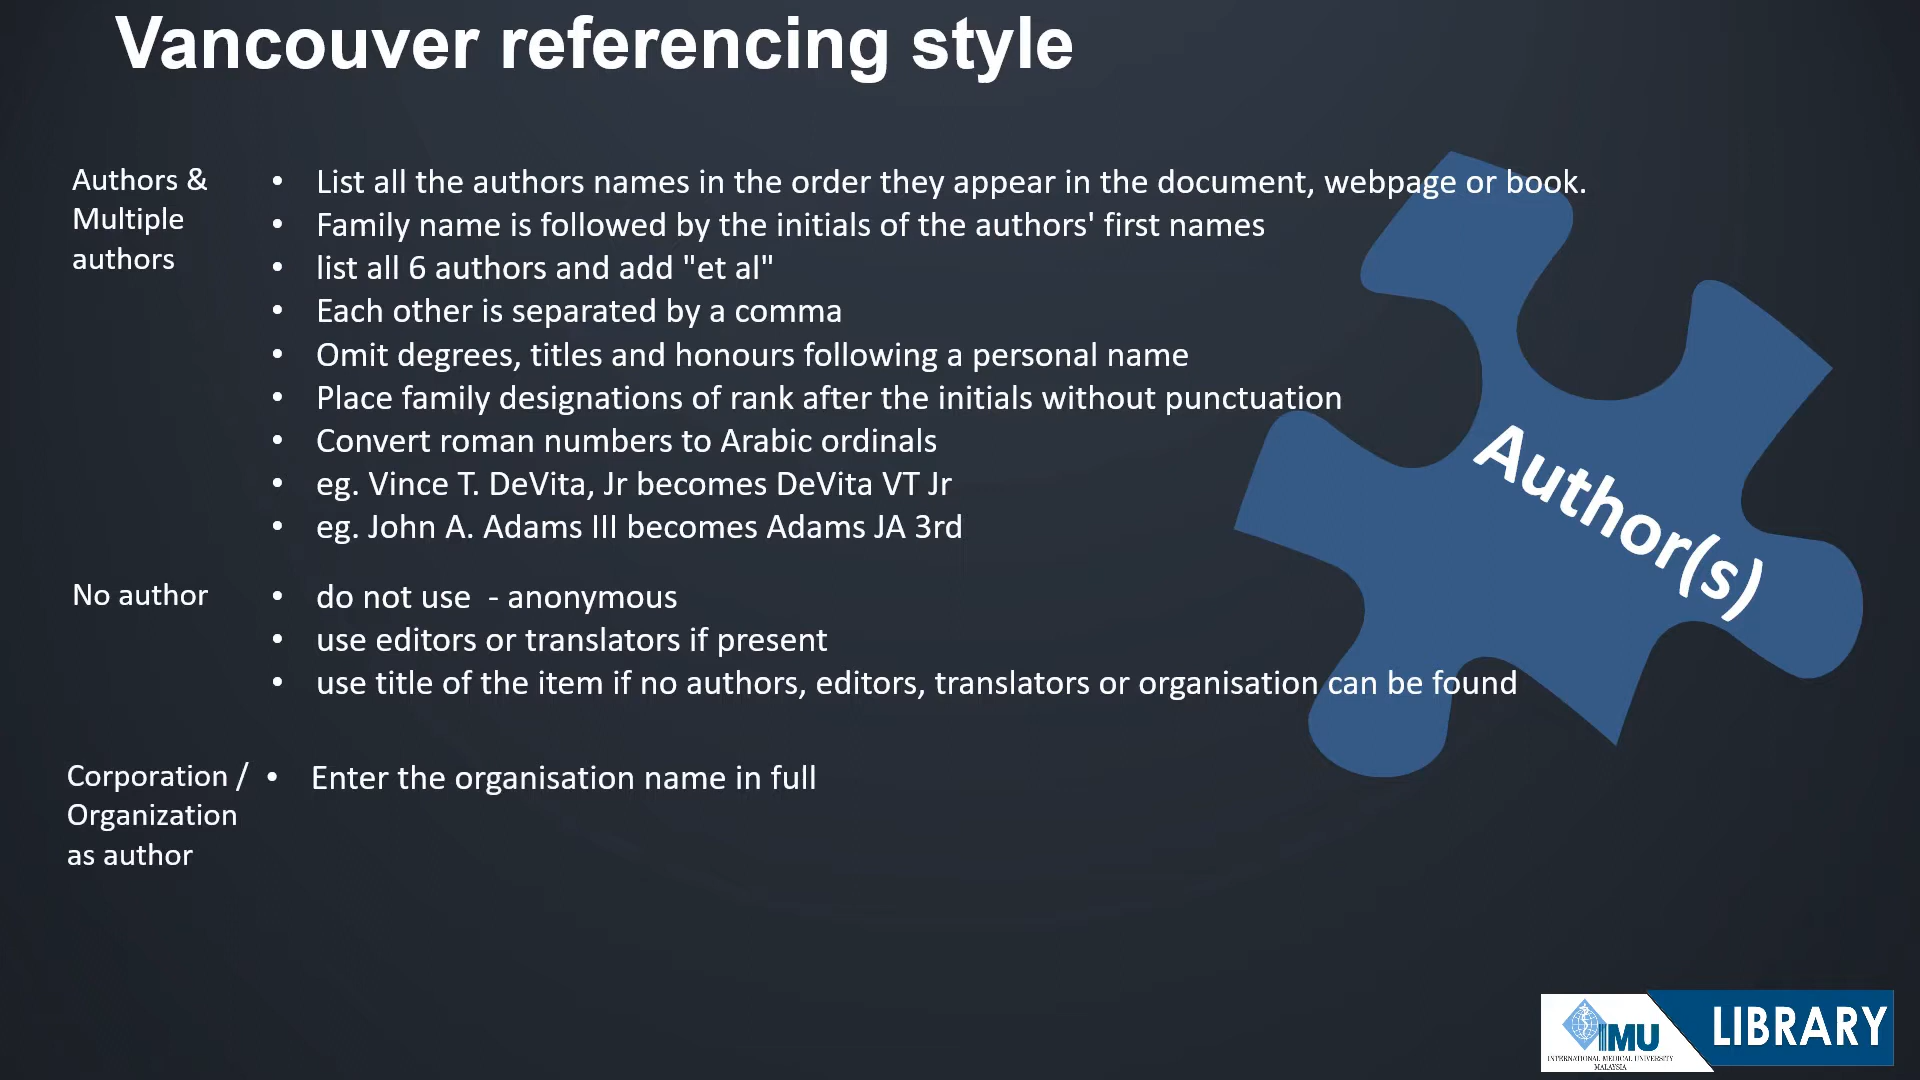 Vancouver referencing style
Authors &
Multiple
authors
• List all the authors names in the order they appear in the document, webpage or book.
• Family name is followed by the initials of the authors' first names
• list all 6 authors and add "et al"
• Each other is separated by a comma
• Omit degrees, titles and honours following a personal name
• Place family designations of rank after the initials without punctuation
• Convert roman numbers to Arabic ordinals
• eg. Vince T. DeVita, Jr becomes DeVita VT Jr
• eg. John A. Adams III becomes Adams JA 3rd
No author
• do not use  - anonymous
• use editors or translators if present
• use title of the item if no authors, editors, translators or organisation can be found
Corporation /
Organization
as author
• Enter the organisation name in full
Author(s)
IMU
INTERNATIONAL MEDICAL UNIVERSITY
MALAYSIA
LIBRARY